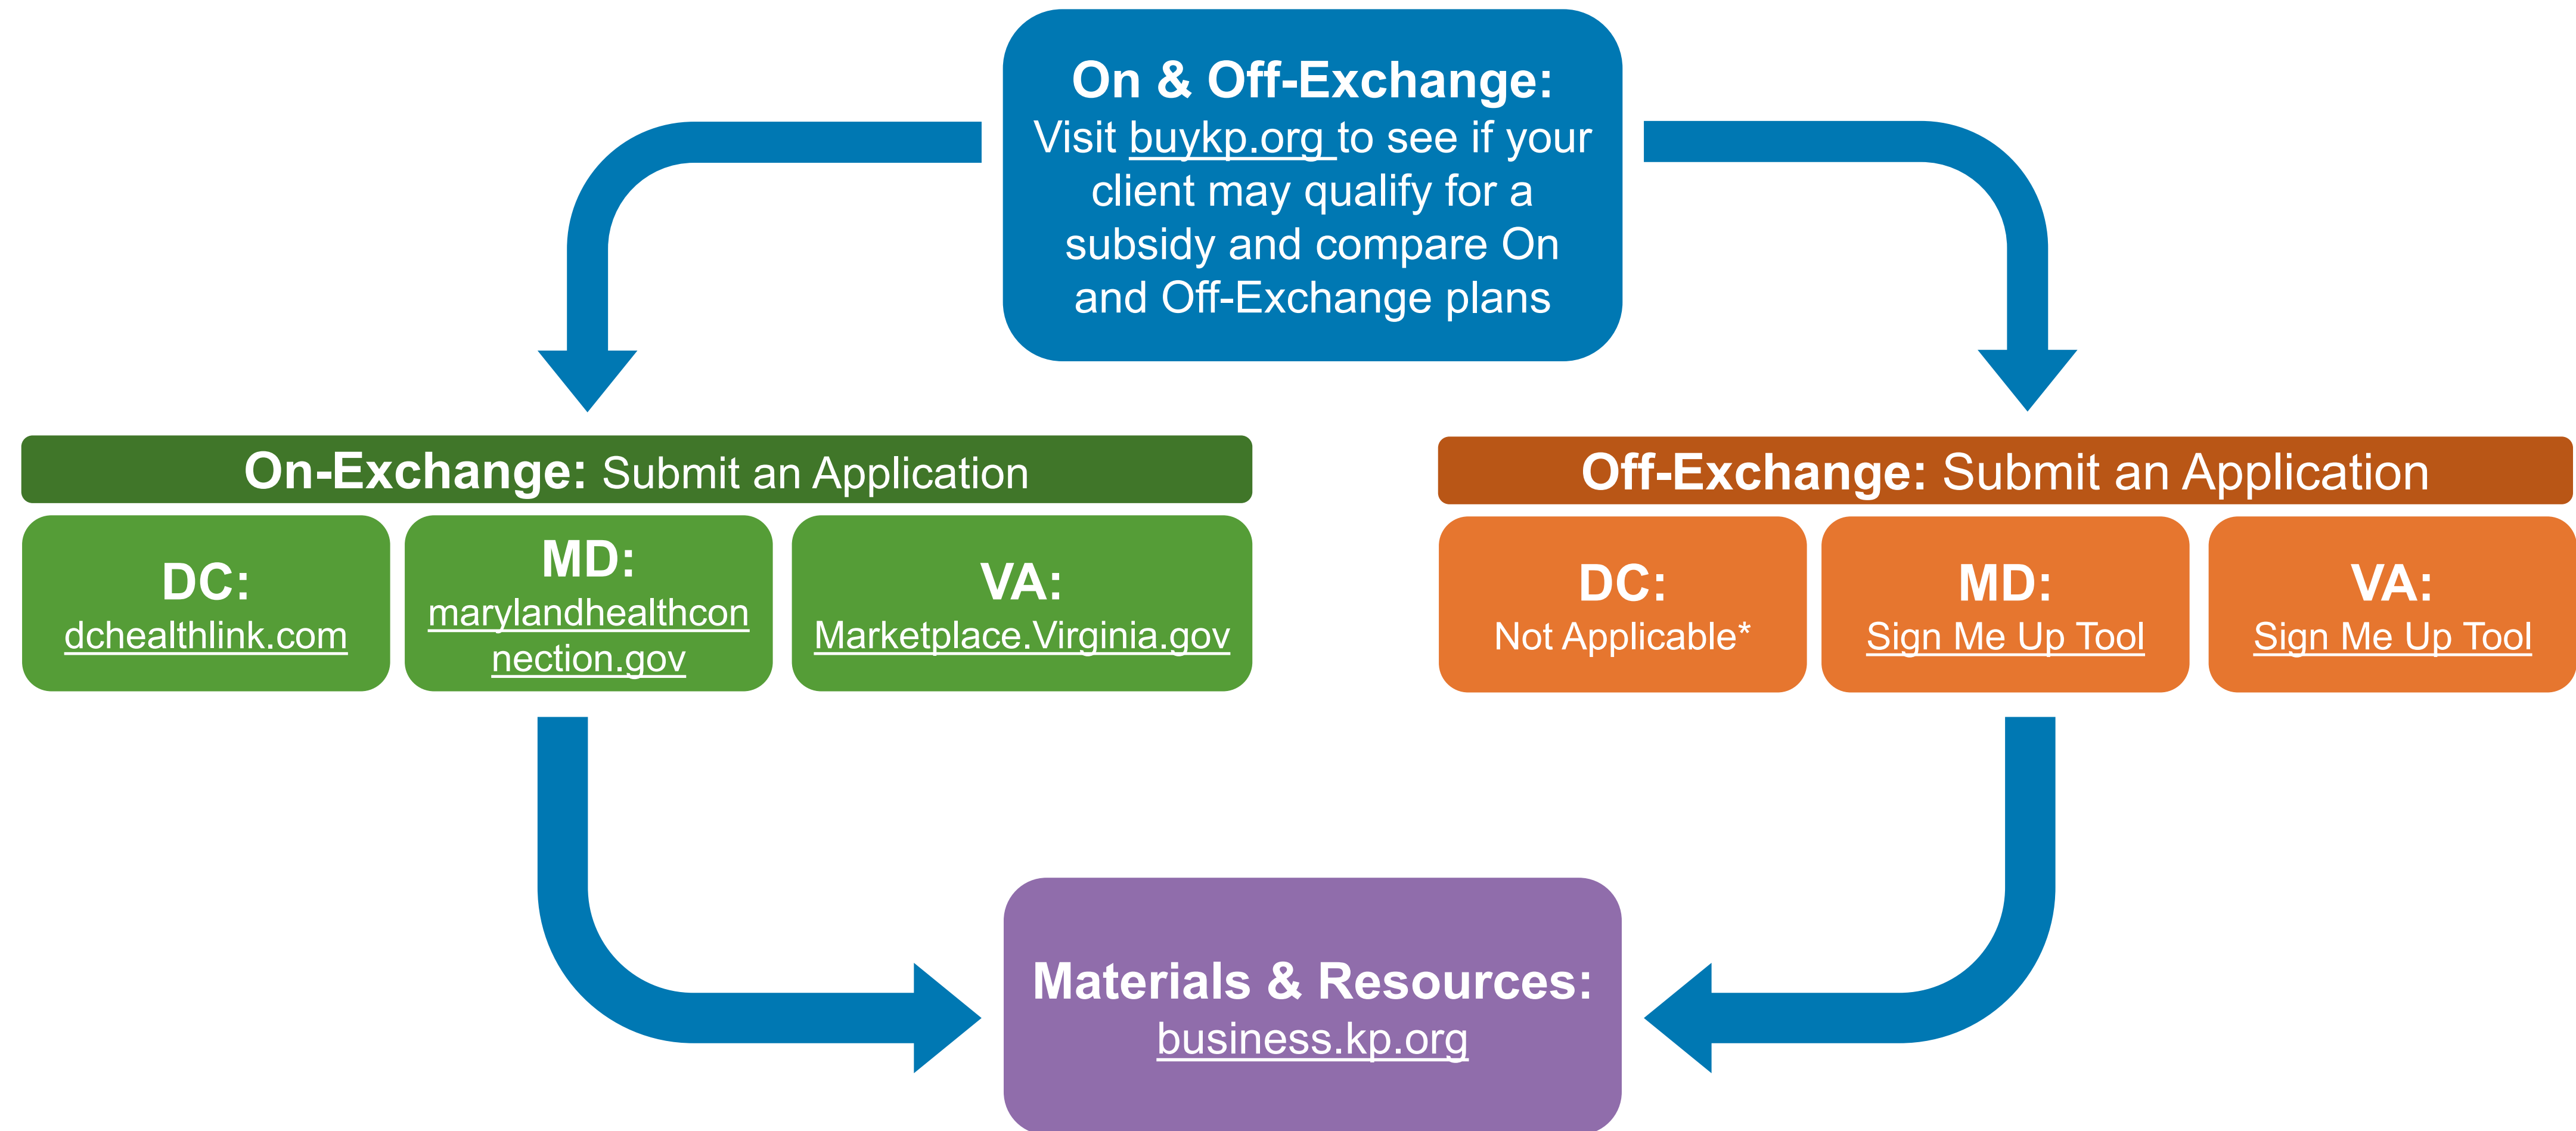 On & Off-Exchange:
Visit buykp.org to see if your
client may qualify for a
subsidy and compare On
and Off-Exchange plans
On-Exchange: Submit an Application
DC:
dchealthlink.com
MD:
marylandhealthcon
nection.gov
VA:
Marketplace.Virginia.gov
Off-Exchange: Submit an Application
DC:
Not Applicable*
MD:
Sign Me Up Tool
VA:
Sign Me Up Tool
Materials & Resources:
business.kp.org